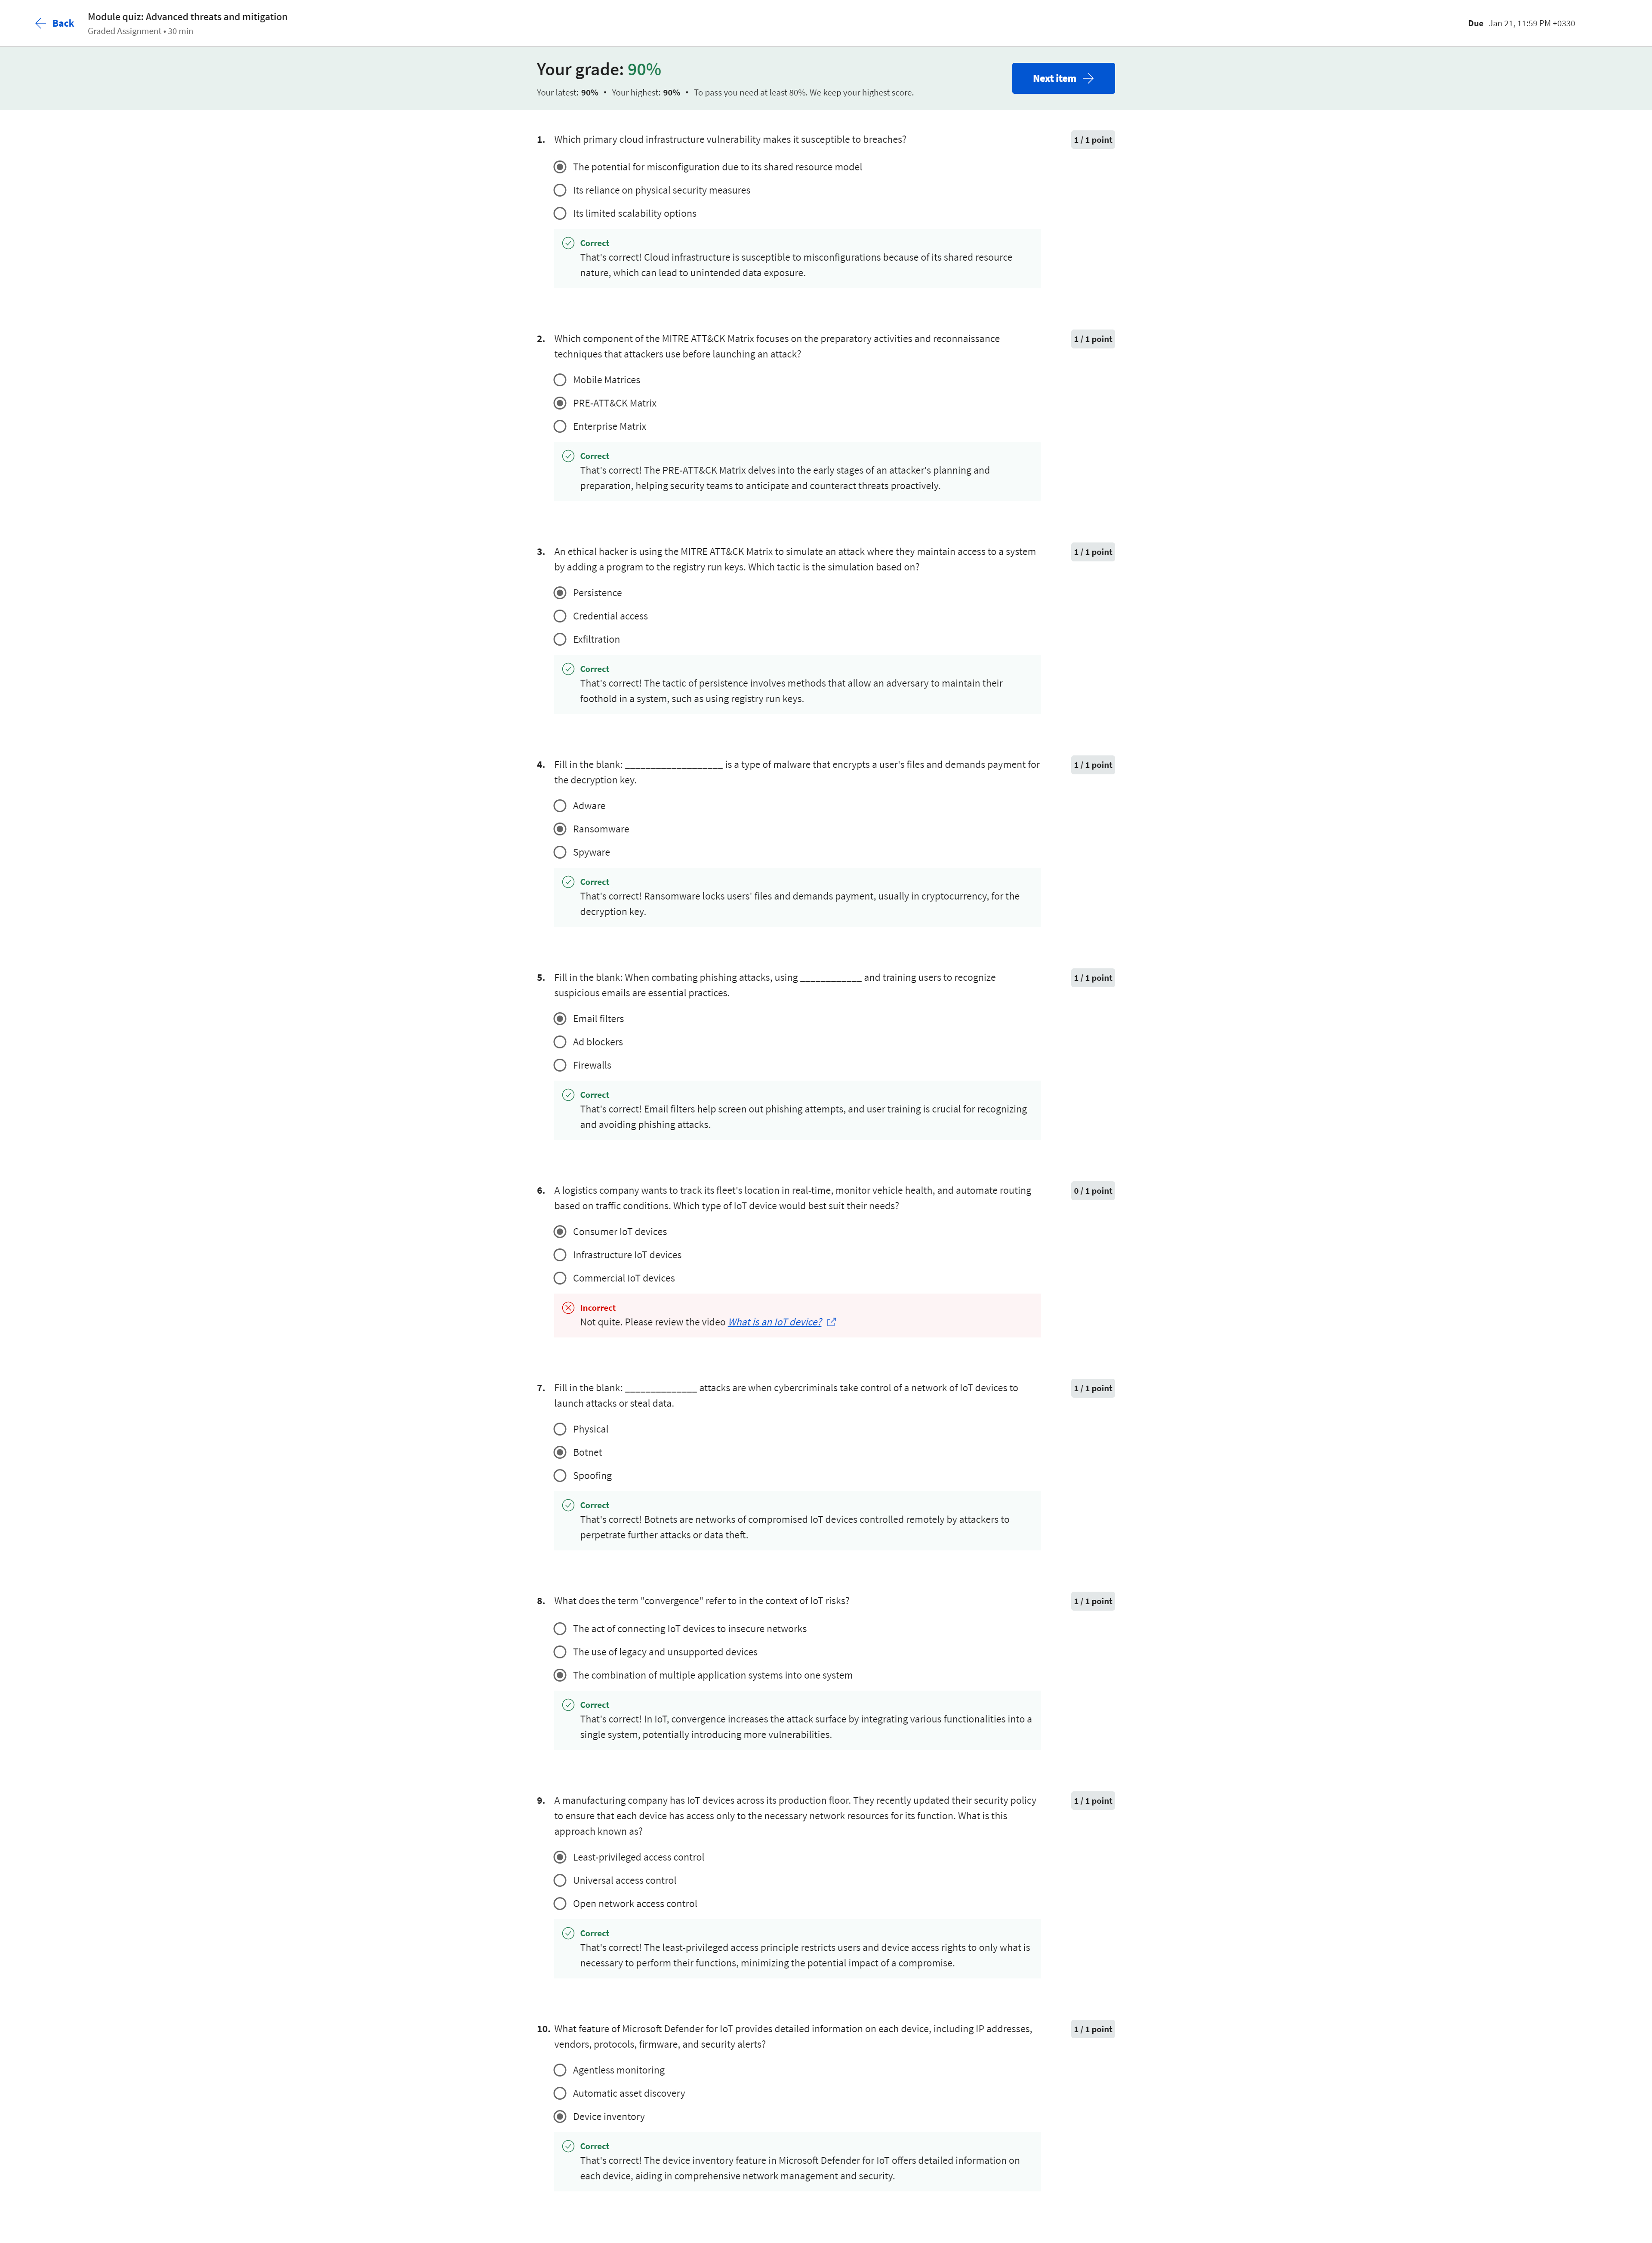 Back
Module quiz: Advanced threats and mitigation
Graded Assignment • 30 min
Due Jan 21, 11:59 PM +0330
Your grade: 90%
Your latest: 90% • Your highest: 90% • To pass you need at least 80%. We keep your highest score.
Next item
1. Which primary cloud infrastructure vulnerability makes it susceptible to breaches?
1 / 1 point
The potential for misconfiguration due to its shared resource model
Its reliance on physical security measures
Its limited scalability options
Correct
That's correct! Cloud infrastructure is susceptible to misconfigurations because of its shared resource
nature, which can lead to unintended data exposure.
2. Which component of the MITRE ATT&CK Matrix focuses on the preparatory activities and reconnaissance
techniques that attackers use before launching an attack?
1 / 1 point
Mobile Matrices
PRE-ATT&CK Matrix
Enterprise Matrix
Correct
That's correct! The PRE-ATT&CK Matrix delves into the early stages of an attacker's planning and
preparation, helping security teams to anticipate and counteract threats proactively.
3. An ethical hacker is using the MITRE ATT&CK Matrix to simulate an attack where they maintain access to a system
by adding a program to the registry run keys. Which tactic is the simulation based on?
1 / 1 point
Persistence
Credential access
Exfiltration
Correct
That's correct! The tactic of persistence involves methods that allow an adversary to maintain their
foothold in a system, such as using registry run keys.
4. Fill in the blank: ___________________ is a type of malware that encrypts a user's files and demands payment for
the decryption key.
1 / 1 point
Adware
Ransomware
Spyware
Correct
That's correct! Ransomware locks users' files and demands payment, usually in cryptocurrency, for the
decryption key.
5. Fill in the blank: When combating phishing attacks, using ____________ and training users to recognize
suspicious emails are essential practices.
1 / 1 point
Email filters
Ad blockers
Firewalls
Correct
That's correct! Email filters help screen out phishing attempts, and user training is crucial for recognizing
and avoiding phishing attacks.
6. A logistics company wants to track its fleet's location in real-time, monitor vehicle health, and automate routing
based on traffic conditions. Which type of IoT device would best suit their needs?
0 / 1 point
Consumer IoT devices
Infrastructure IoT devices
Commercial IoT devices
Incorrect
Not quite. Please review the video What is an IoT device?
7. Fill in the blank: ______________ attacks are when cybercriminals take control of a network of IoT devices to
launch attacks or steal data.
1 / 1 point
Physical
Botnet
Spoofing
Correct
That's correct! Botnets are networks of compromised IoT devices controlled remotely by attackers to
perpetrate further attacks or data theft.
8. What does the term "convergence" refer to in the context of IoT risks?
1 / 1 point
The act of connecting IoT devices to insecure networks
The use of legacy and unsupported devices
The combination of multiple application systems into one system
Correct
That's correct! In IoT, convergence increases the attack surface by integrating various functionalities into a
single system, potentially introducing more vulnerabilities.
9. A manufacturing company has IoT devices across its production floor. They recently updated their security policy
to ensure that each device has access only to the necessary network resources for its function. What is this
approach known as?
1 / 1 point
Least-privileged access control
Universal access control
Open network access control
Correct
That's correct! The least-privileged access principle restricts users and device access rights to only what is
necessary to perform their functions, minimizing the potential impact of a compromise.
10. What feature of Microsoft Defender for IoT provides detailed information on each device, including IP addresses,
vendors, protocols, firmware, and security alerts?
1 / 1 point
Agentless monitoring
Automatic asset discovery
Device inventory
Correct
That's correct! The device inventory feature in Microsoft Defender for IoT offers detailed information on
each device, aiding in comprehensive network management and security.